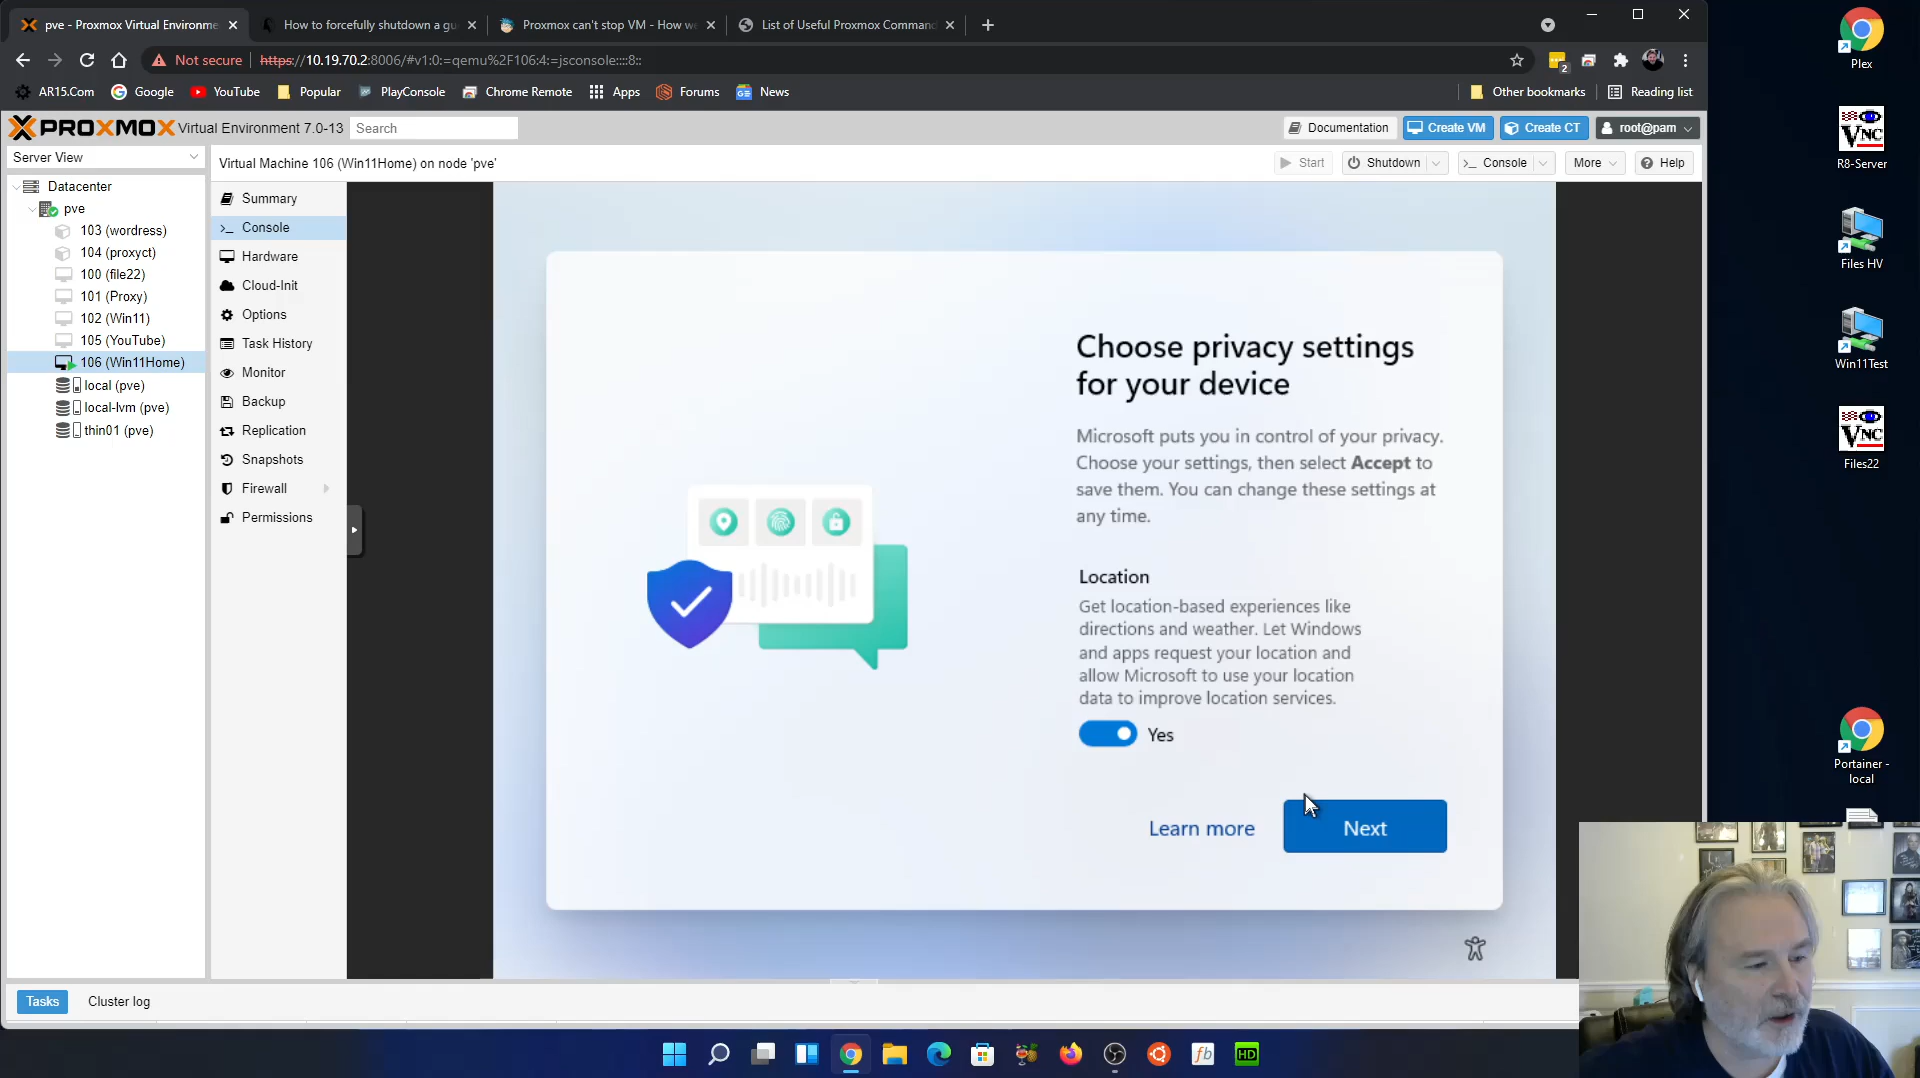 pve - Proxmox Virtual Environme
How to forcefully shutdown a gu
Proxmox can't stop VM - How we
List of Useful Proxmox Command
Not secure
https://10.19.70.2:8006/#v1:0:=qemu%2F106:4:=jsconsole::::8::
2
AR15.Com
Google
YouTube
Popular
PlayConsole
Chrome Remote
Apps
Forums
News
Other bookmarks
Reading list
PROXMOX Virtual Environment 7.0-13
Search
Documentation
Create VM
Create CT
root@pam
Server View
Virtual Machine 106 (Win11Home) on node 'pve'
Start
Shutdown
Console
More
Help
Datacenter
pve
103 (wordress)
104 (proxyct)
100 (file22)
101 (Proxy)
102 (Win11)
105 (YouTube)
106 (Win11Home)
local (pve)
local-lvm (pve)
thin01 (pve)
Summary
Console
Hardware
Cloud-Init
Options
Task History
Monitor
Backup
Replication
Snapshots
Firewall
Permissions
Choose privacy settings
for your device
Microsoft puts you in control of your privacy.
Choose your settings, then select Accept to
save them. You can change these settings at
any time.
Location
Get location-based experiences like
directions and weather. Let Windows
and apps request your location and
allow Microsoft to use your location
data to improve location services.
Yes
Learn more
Next
Tasks
Cluster log
Plex
VNC
R8-Server
Files HV
Win11Test
VNC
Files22
Portainer -
local
fb
HD